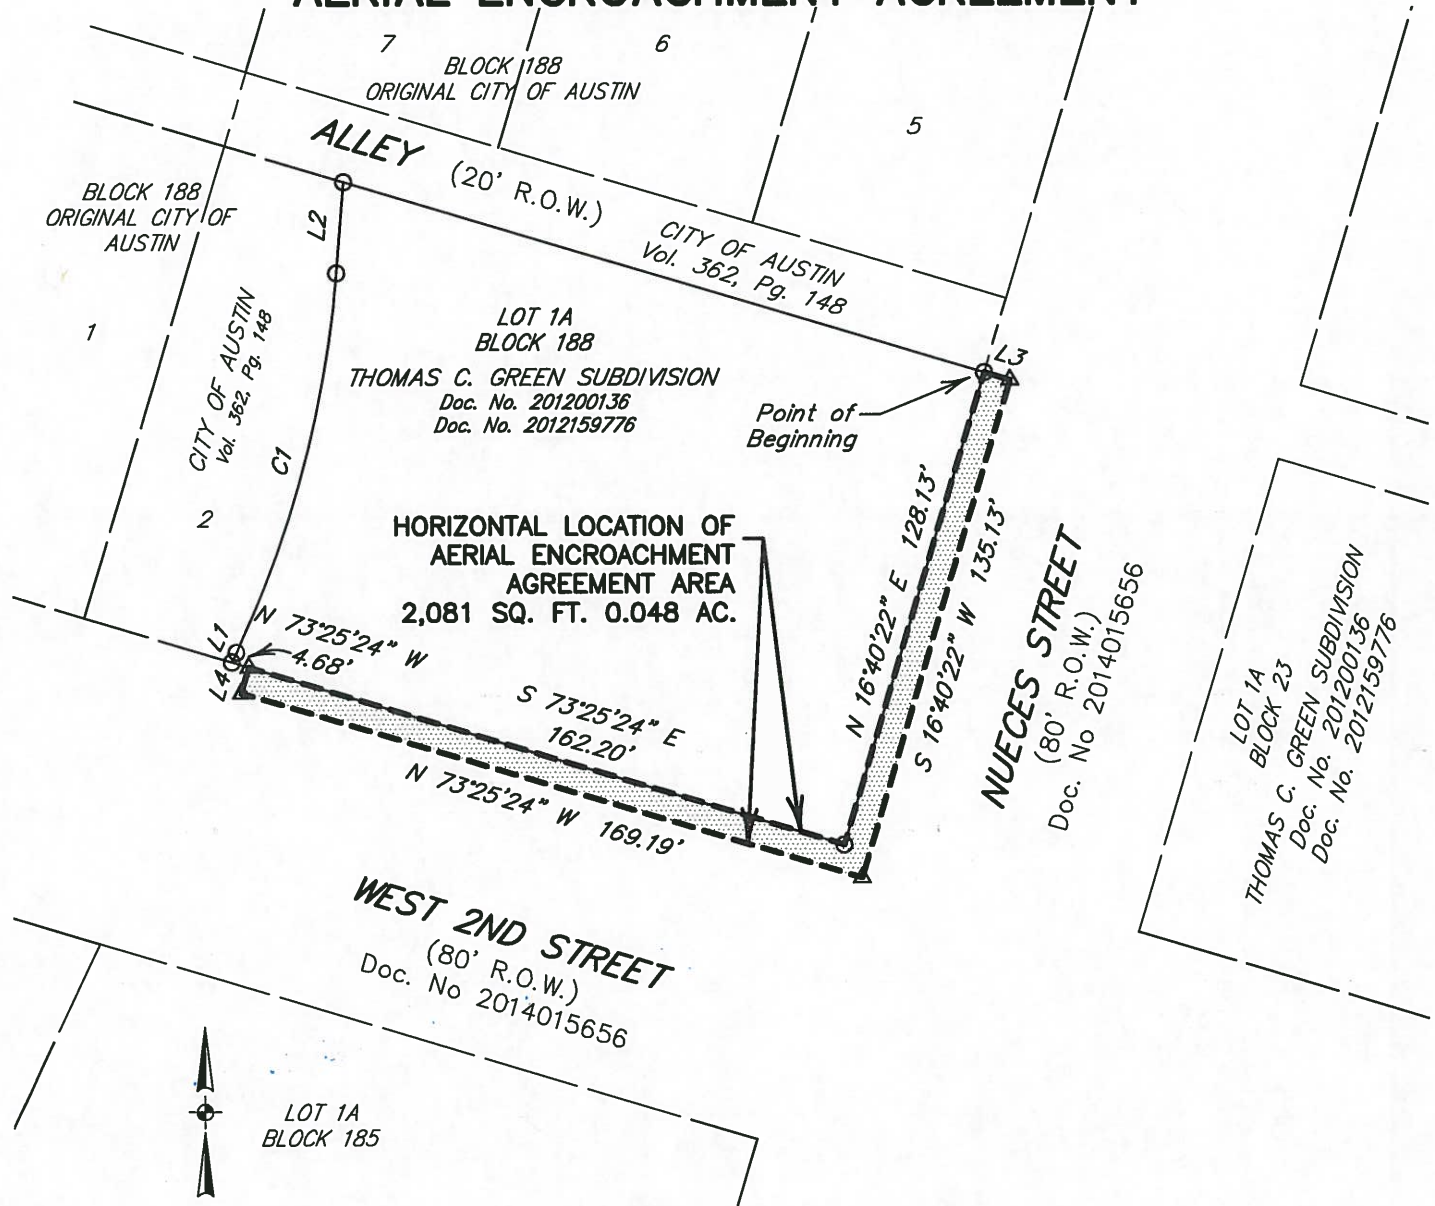 AERIAL ENCROACHMENT AGREEMENT
7
BLOCK 188
ORIGINAL CITY OF AUSTIN
6
5
ALLEY (20' R.O.W.)
CITY OF AUSTIN
Vol. 362, Pg. 148
BLOCK 188
ORIGINAL CITY OF
AUSTIN
1
L2
CITY OF AUSTIN
Vol. 362, Pg. 148
C1
2
LOT 1A
BLOCK 188
THOMAS C. GREEN SUBDIVISION
Doc. No. 201200136
Doc. No. 2012159776
L3
Point of
Beginning
HORIZONTAL LOCATION OF
AERIAL ENCROACHMENT
AGREEMENT AREA
2,081 SQ. FT. 0.048 AC.
N 16°40'22" E 128.13'
S 16°40'22" W 135.13'
NUECES STREET
(80' R.O.W.)
Doc. No 2014015656
LOT 1A
BLOCK 23
THOMAS C. GREEN SUBDIVISION
Doc. No. 201200136
Doc. No. 2012159776
L1
L4
N 73°25'24" W
4.68'
S 73°25'24" E
162.20'
N 73°25'24" W 169.19'
WEST 2ND STREET
(80' R.O.W.)
Doc. No 2014015656
LOT 1A
BLOCK 185